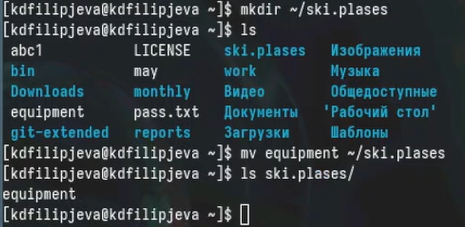 [kdfilipjeva@kdfilipjeva ~]$ mkdir ~/ski.plases
[kdfilipjeva@kdfilipjeva ~]$ ls
abc1 LICENSE ski.plases Изображения
bin may work Музыка
Downloads monthly Видео Общедоступные
equipment pass.txt Документы 'Рабочий стол'
git-extended reports Загрузки Шаблоны
[kdfilipjeva@kdfilipjeva ~]$ mv equipment ~/ski.plases
[kdfilipjeva@kdfilipjeva ~]$ ls ski.plases/
equipment
[kdfilipjeva@kdfilipjeva ~]$